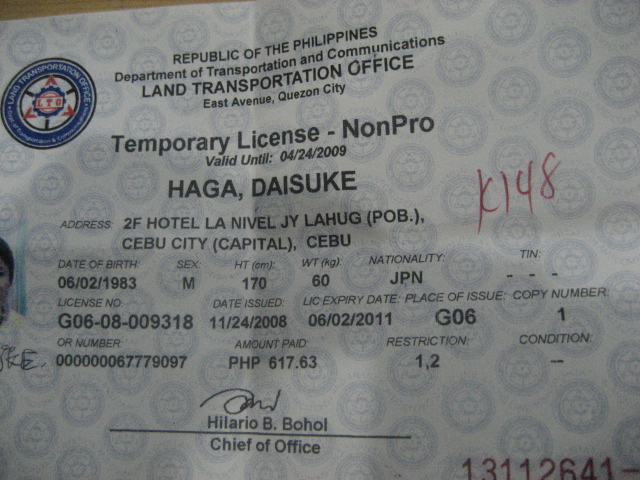 REPUBLIC OF THE PHILIPPINES
Department of Transportation and Communications
LAND TRANSPORTATION OFFICE
East Avenue, Quezon City
LAND TRANSPORTATION OFFICE
LTO
Temporary License - NonPro
Valid Until: 04/24/2009
HAGA, DAISUKE
K148
ADDRESS: 2F HOTEL LA NIVEL JY LAHUG (POB.),
CEBU CITY (CAPITAL), CEBU
DATE OF BIRTH: SEX: HT (cm): WT (kg): NATIONALITY: TIN:
06/02/1983 M 170 60 JPN - - -
LICENSE NO: DATE ISSUED: LIC EXPIRY DATE: PLACE OF ISSUE: COPY NUMBER:
G06-08-009318 11/24/2008 06/02/2011 G06 1
OR NUMBER: AMOUNT PAID: RESTRICTION: CONDITION:
000000067779097 PHP 617.63 1,2 --
Hilario B. Bohol
Chief of Office
13112641-